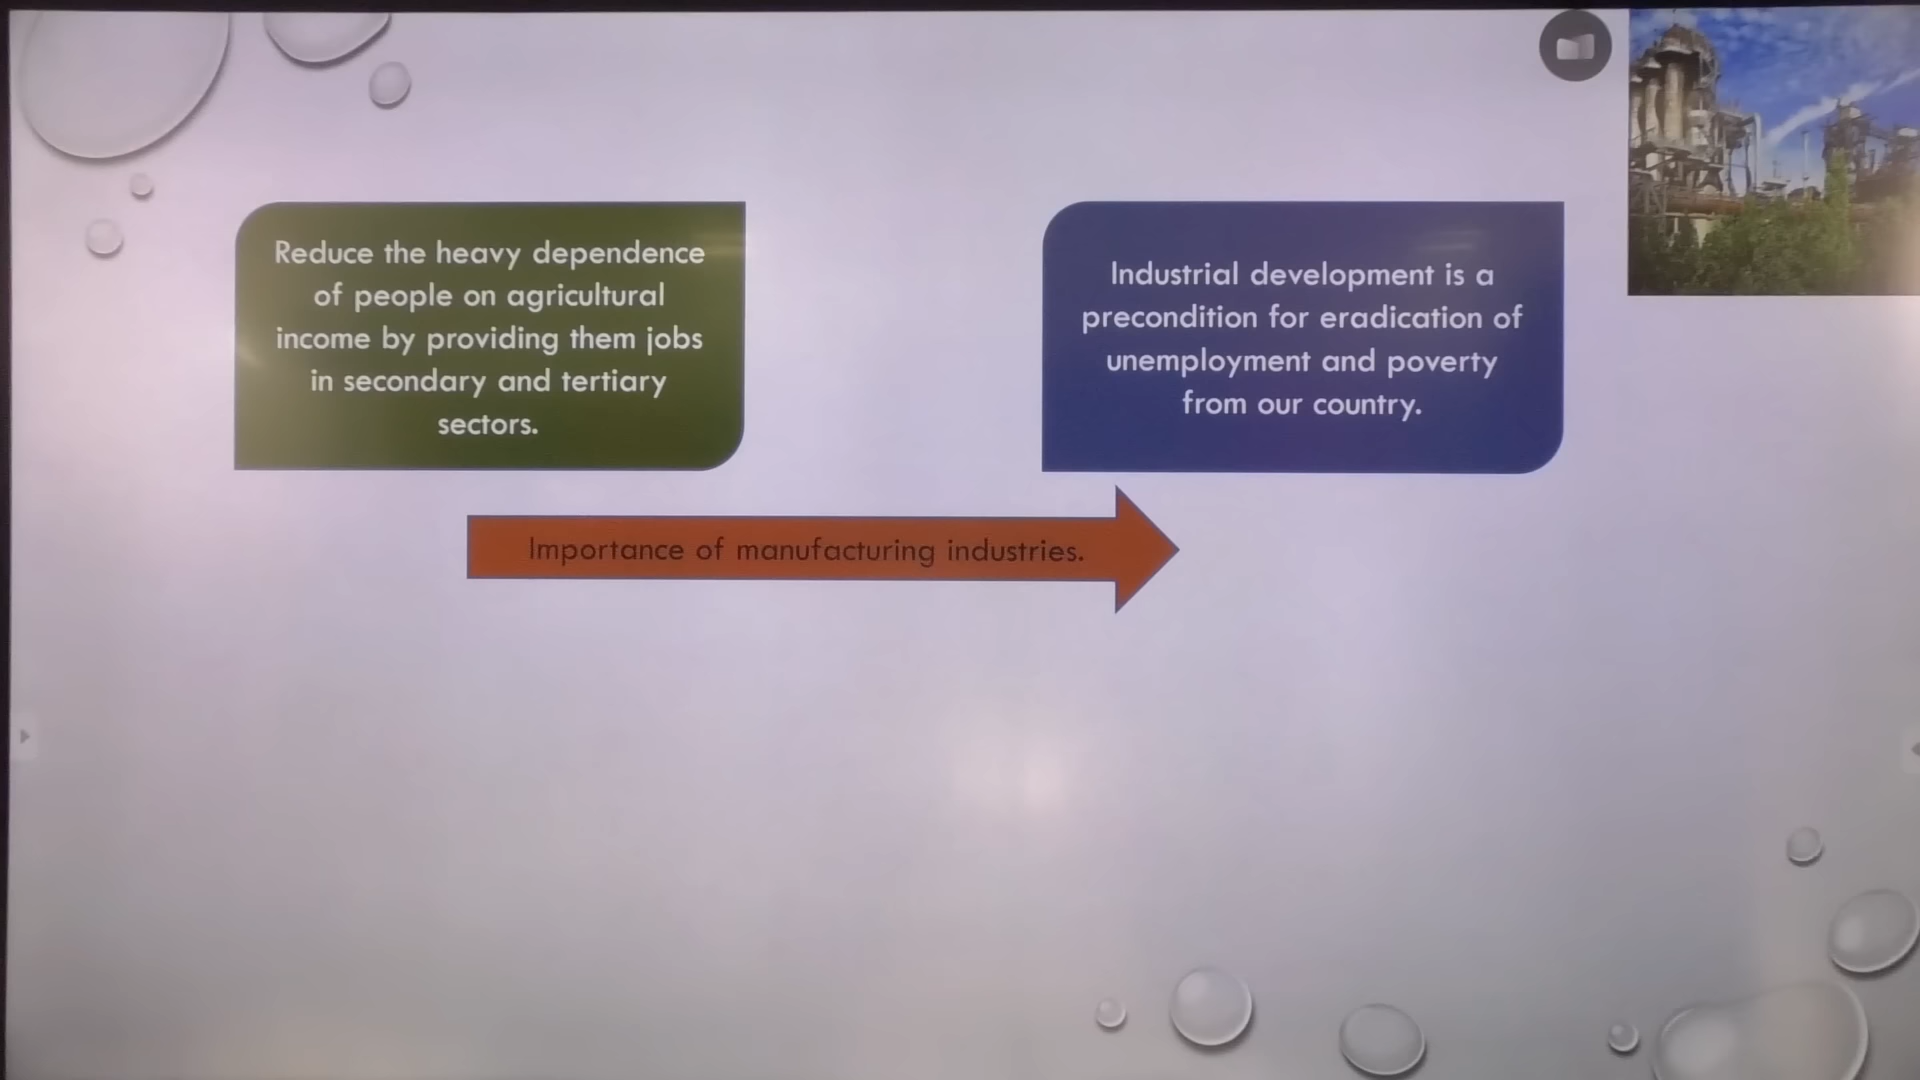 Reduce the heavy dependence
of people on agricultural
income by providing them jobs
in secondary and tertiary
sectors.
Industrial development is a
precondition for eradication of
unemployment and poverty
from our country.
Importance of manufacturing industries.